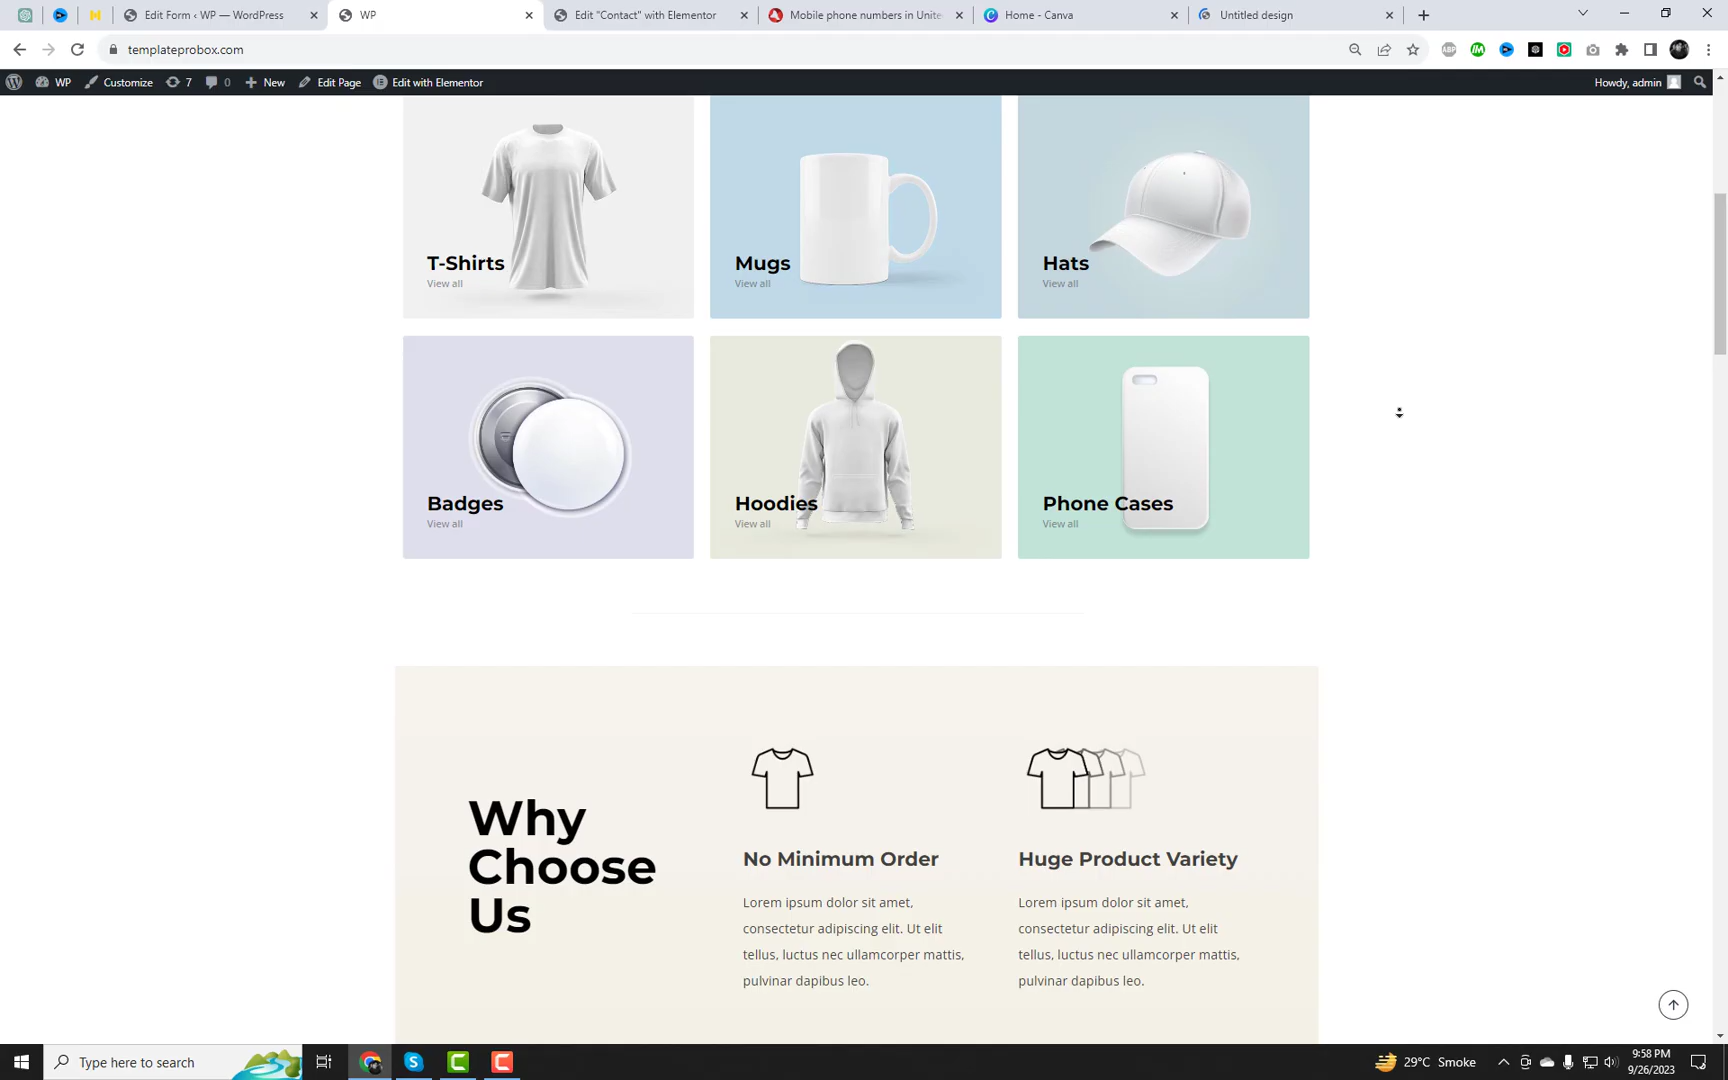 Edit Form ‹ WP — WordPress
WP
Edit "Contact" with Elementor
Mobile phone numbers in Unite
Home - Canva
Untitled design
templateprobox.com
ABP
WP
Customize
7
0
New
Edit Page
Edit with Elementor
Howdy, admin
T-Shirts
View all
Mugs
View all
Hats
View all
Badges
View all
Hoodies
View all
Phone Cases
View all
Why
Choose
Us
No Minimum Order
Lorem ipsum dolor sit amet,
consectetur adipiscing elit. Ut elit
tellus, luctus nec ullamcorper mattis,
pulvinar dapibus leo.
Huge Product Variety
Lorem ipsum dolor sit amet,
consectetur adipiscing elit. Ut elit
tellus, luctus nec ullamcorper mattis,
pulvinar dapibus leo.
Type here to search
29°C Smoke
9:58 PM
9/26/2023